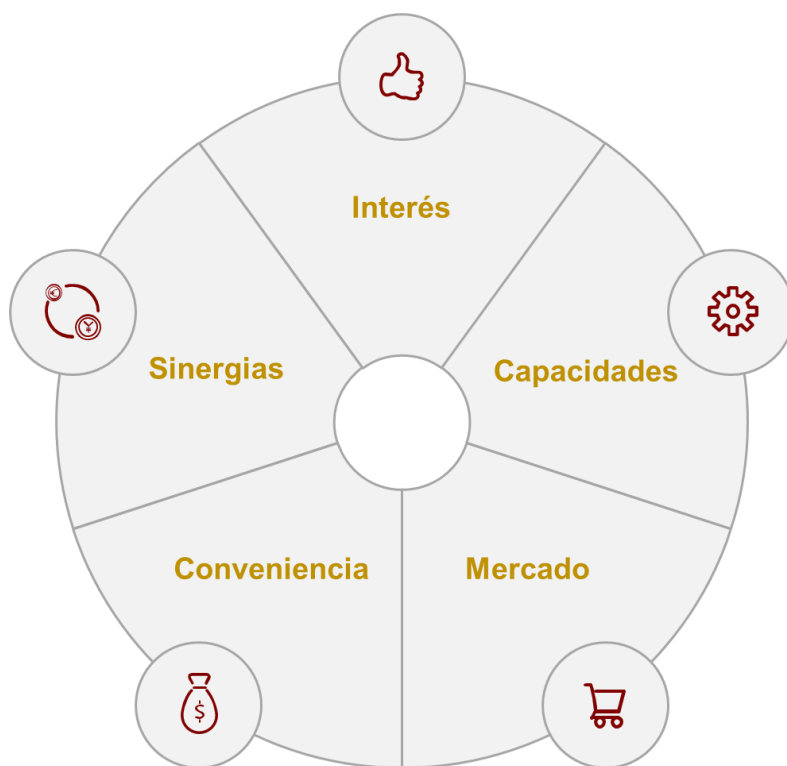 Interés
Sinergias
Capacidades
Conveniencia
Mercado
$